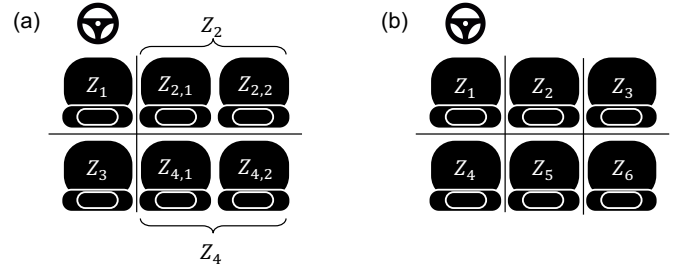 (a) Z₂ (b)
Z₁ Z₂,₁ Z₂,₂ Z₁ Z₂ Z₃
Z₃ Z₄,₁ Z₄,₂ Z₄ Z₅ Z₆
Z₄